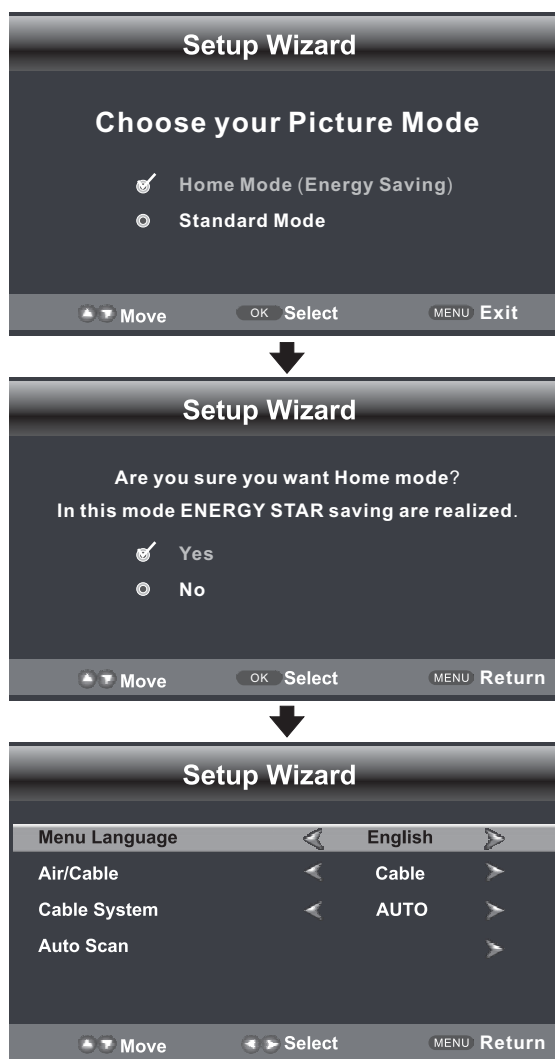 Setup Wizard
Choose your Picture Mode
Home Mode (Energy Saving)
Standard Mode
Move OK Select MENU Exit
Setup Wizard
Are you sure you want Home mode?
In this mode ENERGY STAR saving are realized.
Yes
No
Move OK Select MENU Return
Setup Wizard
Menu Language English
Air/Cable Cable
Cable System AUTO
Auto Scan
Move Select MENU Return